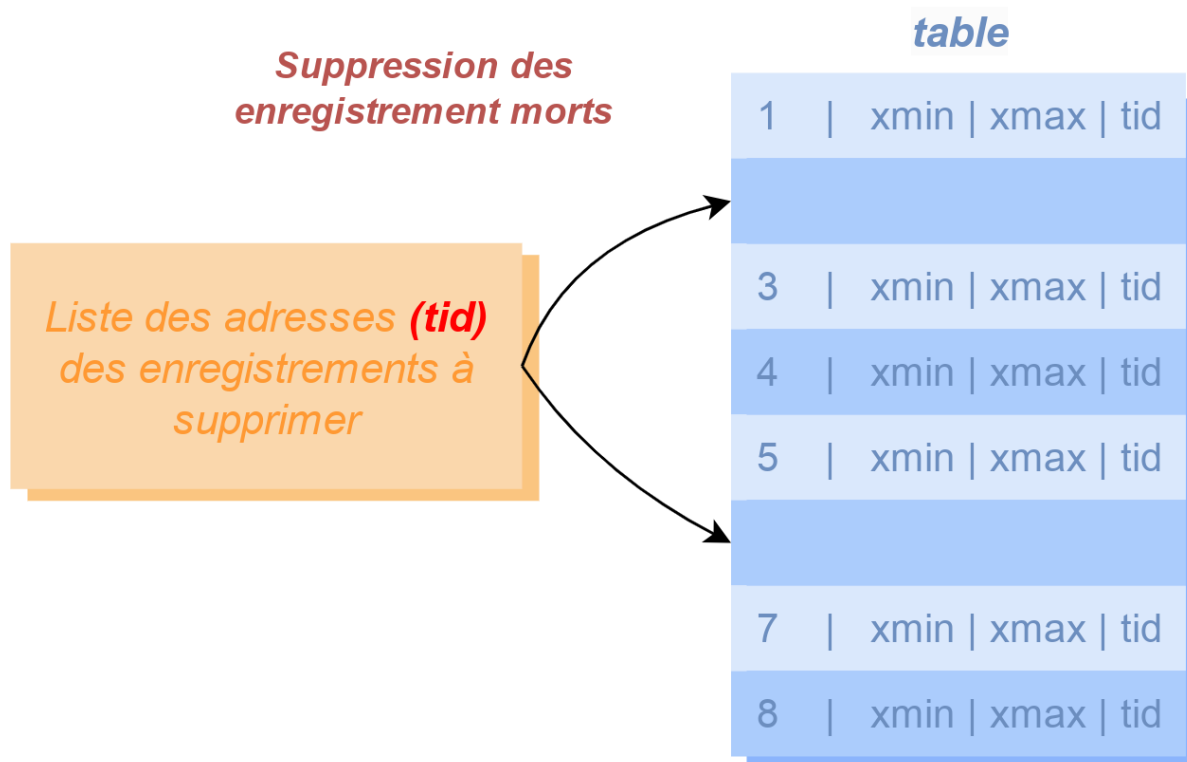 Suppression des
enregistrement morts
table
Liste des adresses (tid)
des enregistrements à
supprimer
1 | xmin | xmax | tid
3 | xmin | xmax | tid
4 | xmin | xmax | tid
5 | xmin | xmax | tid
7 | xmin | xmax | tid
8 | xmin | xmax | tid